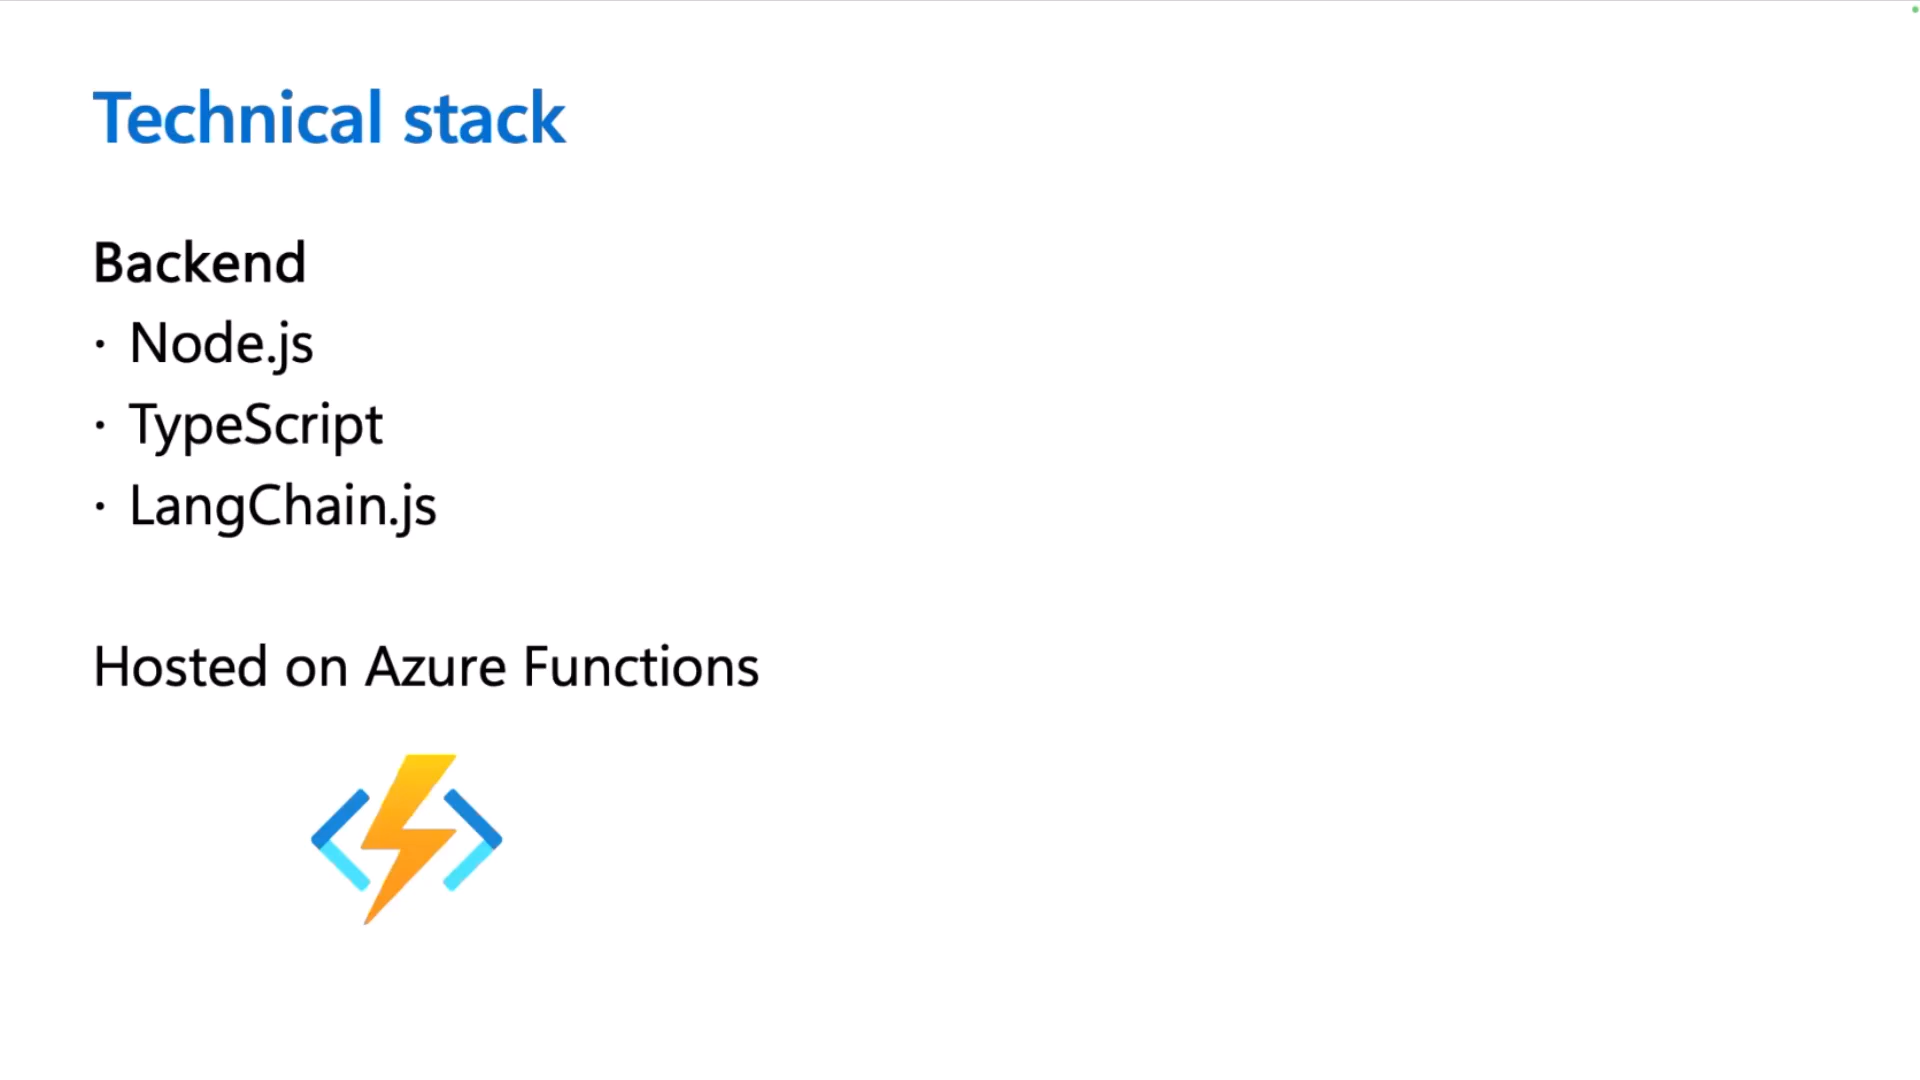 Technical stack
Backend
· Node.js
· TypeScript
· LangChain.js
Hosted on Azure Functions